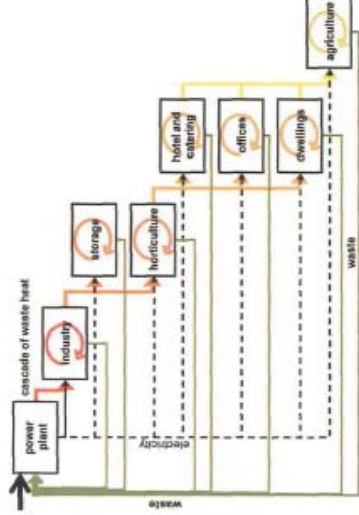 power
plant
cascade of waste heat
industry
storage
horticulture
hotel and
catering
offices
dwellings
agriculture
electricity
waste
waste